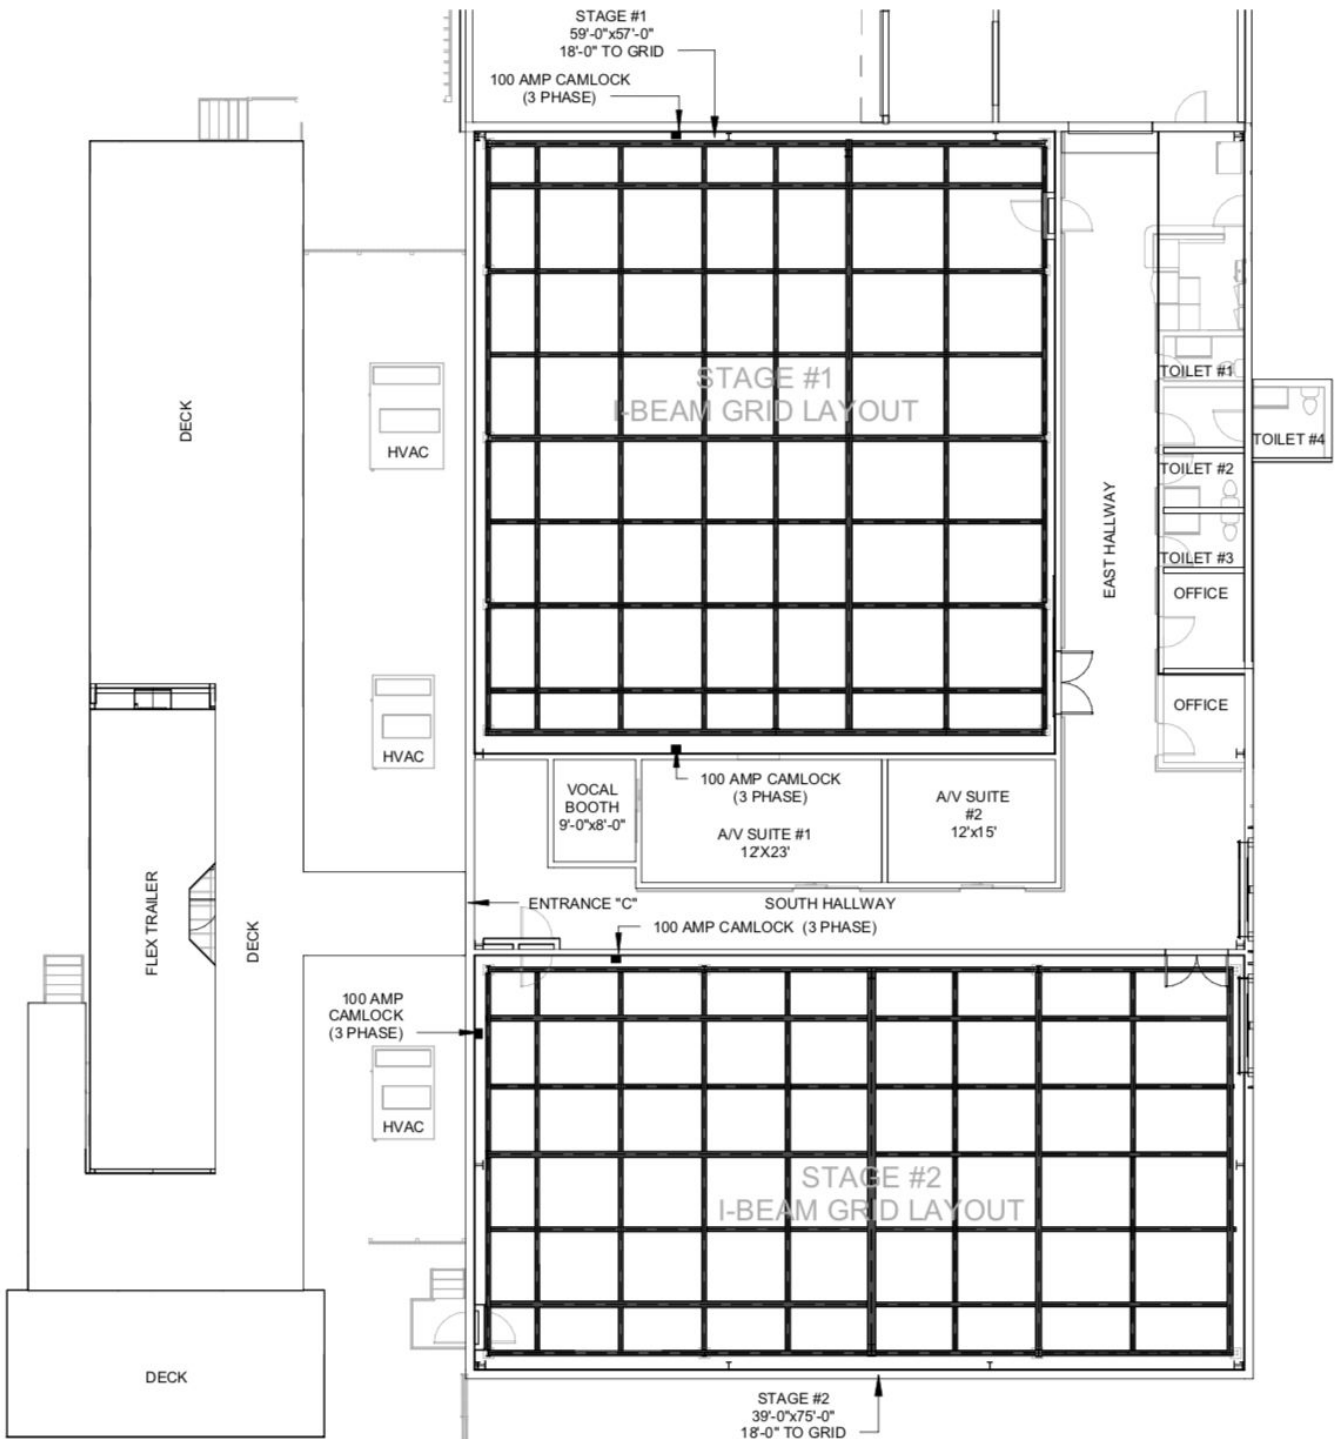 STAGE #1
59'-0"x57'-0"
18'-0" TO GRID
100 AMP CAMLOCK
(3 PHASE)
STAGE #1
I-BEAM GRID LAYOUT
DECK
HVAC
TOILET #1
TOILET #4
TOILET #2
EAST HALLWAY
TOILET #3
OFFICE
OFFICE
HVAC
100 AMP CAMLOCK
(3 PHASE)
VOCAL
BOOTH
9'-0"x8'-0"
A/V SUITE #1
12'X23'
A/V SUITE
#2
12'x15'
FLEX TRAILER
DECK
ENTRANCE "C"
SOUTH HALLWAY
100 AMP CAMLOCK (3 PHASE)
100 AMP
CAMLOCK
(3 PHASE)
HVAC
STAGE #2
I-BEAM GRID LAYOUT
DECK
STAGE #2
39'-0"x75'-0"
18'-0" TO GRID